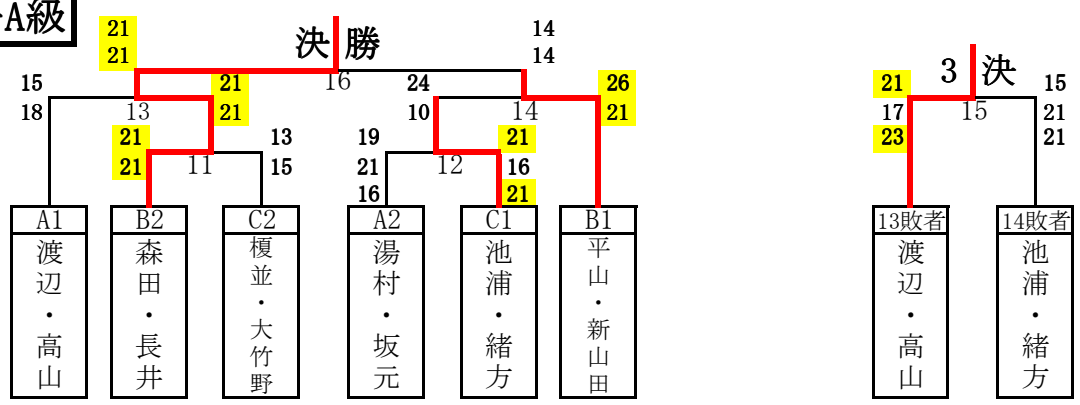 A級
21 14
21 決 勝 14 3 決
15 21 16 24 26 21 15
18 13 21 10 14 21 17 15 21
21 13 19 21 23 21
21 11 15 21 12 16
16 21
A1 B2 C2 A2 C1 B1 13敗者 14敗者
渡辺・高山
森田・長井
榎並・大竹野
湯村・坂元
池浦・緒方
平山・新山田
渡辺・高山
池浦・緒方